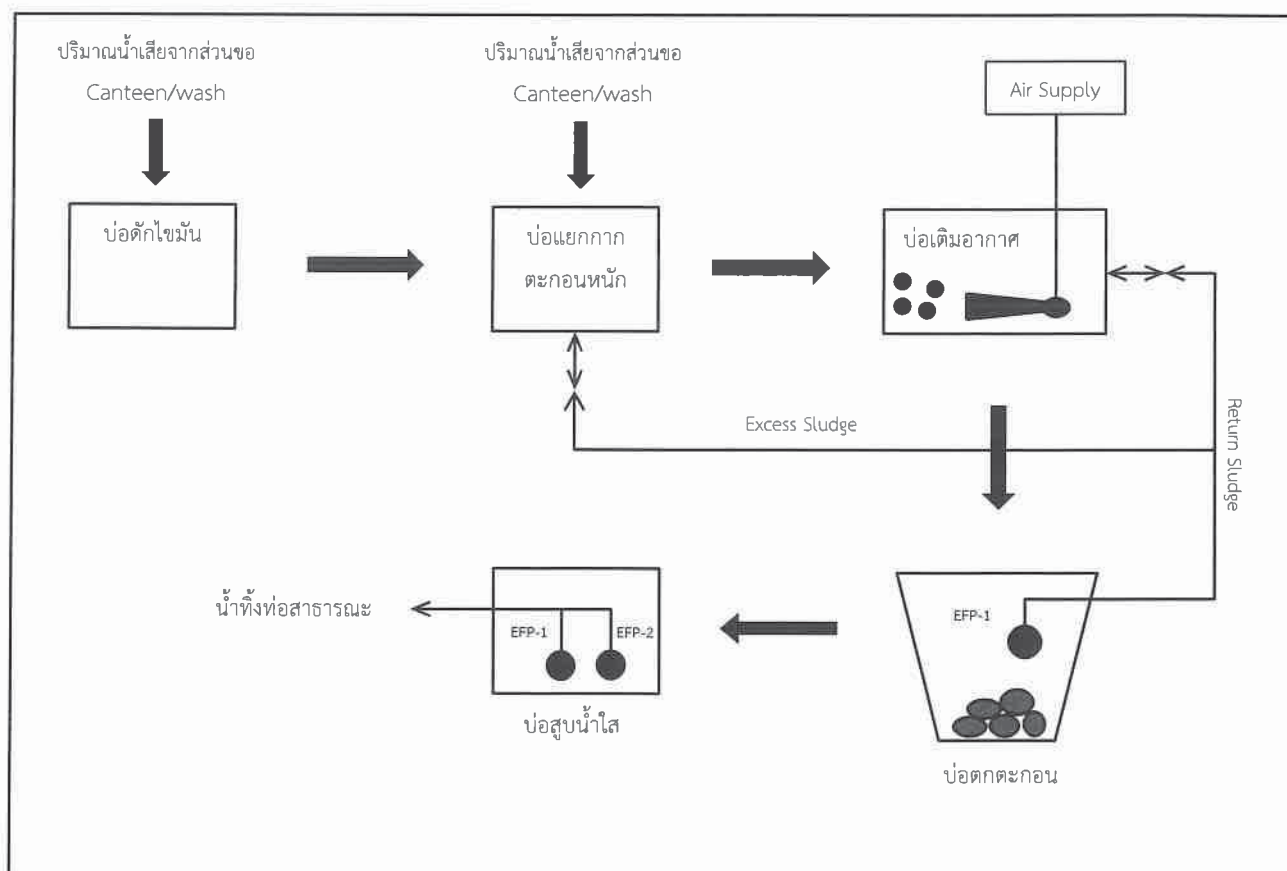 ปริมาณน้ำเสียจากส่วนขอ
Canteen/wash
ปริมาณน้ำเสียจากส่วนขอ
Canteen/wash
Air Supply
บ่อดักไขมัน
บ่อแยกกาก
ตะกอนหนัก
บ่อเติมอากาศ
Excess Sludge
Return Sludge
น้ำทิ้งท่อสาธารณะ
EFP-1
EFP-2
บ่อสูบน้ำใส
EFP-1
บ่อตกตะกอน